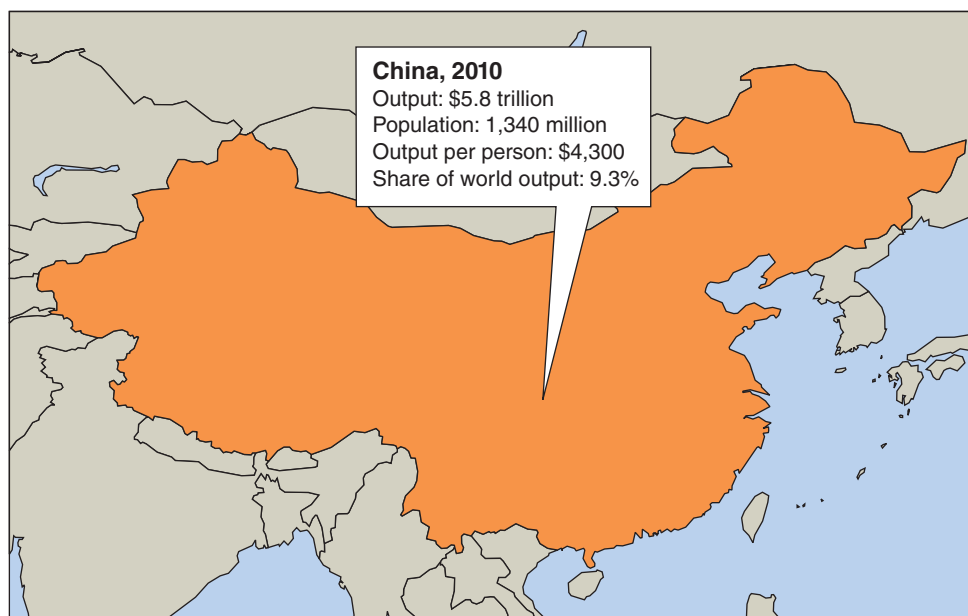 China, 2010
Output: $5.8 trillion
Population: 1,340 million
Output per person: $4,300
Share of world output: 9.3%